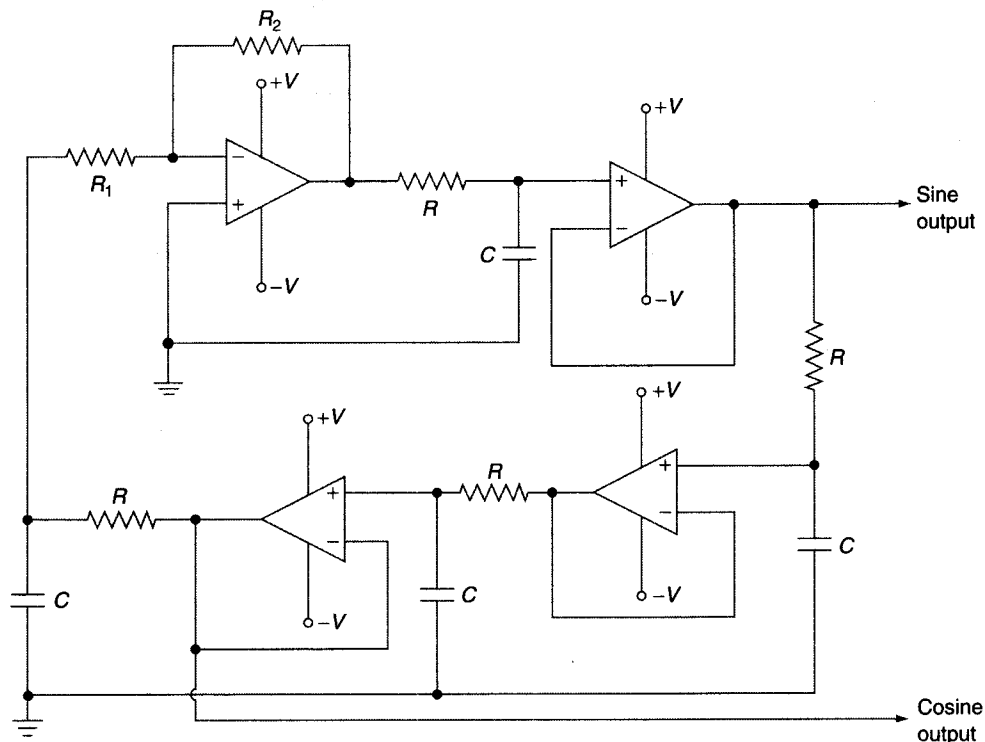 R2
+V
+V
−
R1
+
R
+
−
Sine
output
C
−V
−V
R
+V
+V
R
+
R
+
−
−
C
C
C
−V
−V
Cosine
output